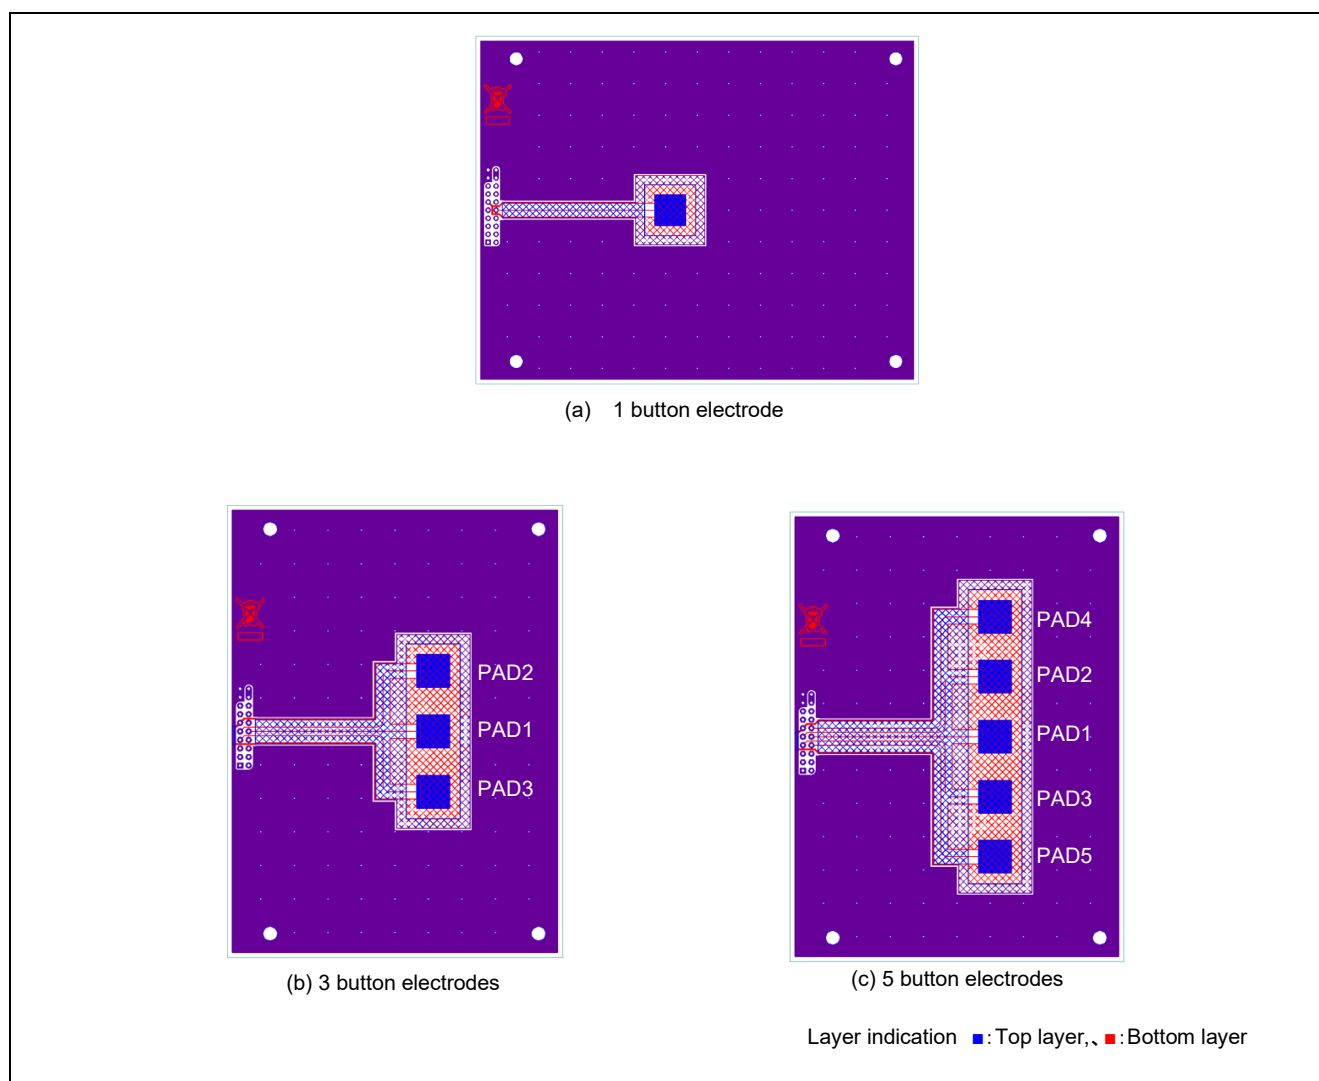 (a) 1 button electrode
PAD2
PAD1
PAD3
(b) 3 button electrodes
PAD4
PAD2
PAD1
PAD3
PAD5
(c) 5 button electrodes
Layer indication ■:Top layer,、■:Bottom layer